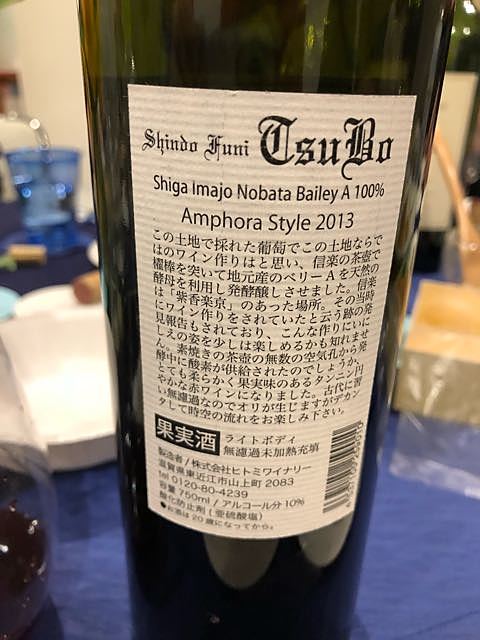 Shindo Funi TsuBo
Shiga Imajo Nobata Bailey A 100%
Amphora Style 2013
この土地で採れた葡萄でこの土地ならで
はのワイン作りはと思い、信楽の茶壺で
櫂棒を突いて地元産のベリーAを天然の
酵母を利用し発酵醸しさせました。信楽
は「紫香楽京」のあった場所。その当時
にワイン作りをされていたと云う跡の発
見報告もされており、こんな作りにいに
しえの姿を少しは楽しめるかも知れませ
ん。素焼きの茶壺の無数の空気孔から発
酵中に酸素が供給されたのでしょうか、
とても柔らかく果実味のあるタンニン円
やかな赤ワインになりました。古代に習
い無濾過なのでオリが生じますがデカン
タして時空の流れをお楽しみ下さい。
果実酒 ライトボディ
無濾過未加熱充填
製造者/株式会社ヒトミワイナリー
滋賀県東近江市山上町 2083
tel 0120-80-4239
容量 750ml / アルコール分 10%
酸化防止剤(亜硫酸塩)
●お酒は20歳になってから。